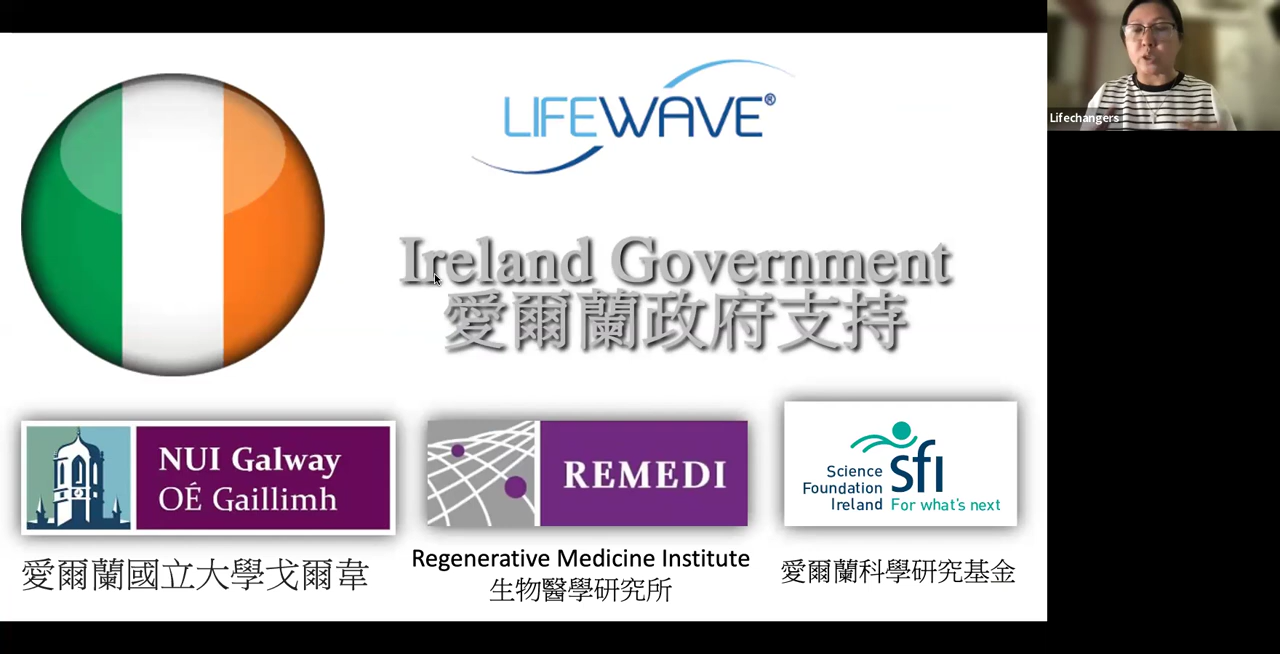 LIFEWAVE®
Lifechangers
Ireland Government
愛爾蘭政府支持
NUI Galway
OÉ Gaillimh
愛爾蘭國立大學戈爾韋
REMEDI
Regenerative Medicine Institute
生物醫學研究所
Science
Foundation
Ireland
sfi
For what's next
愛爾蘭科學研究基金